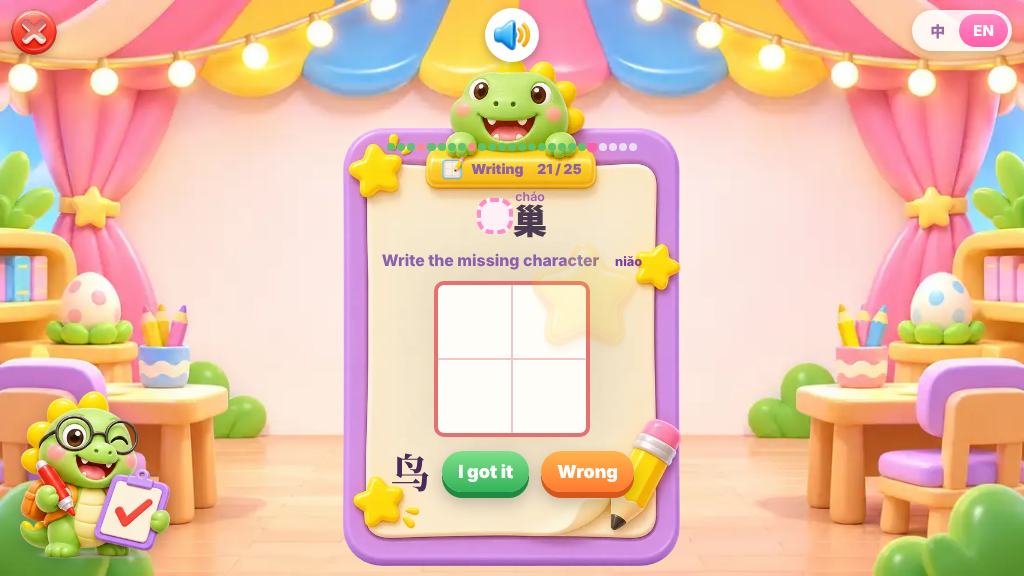 中 EN
Writing 21/25
cháo
巢
Write the missing character niǎo
鸟 I got it Wrong